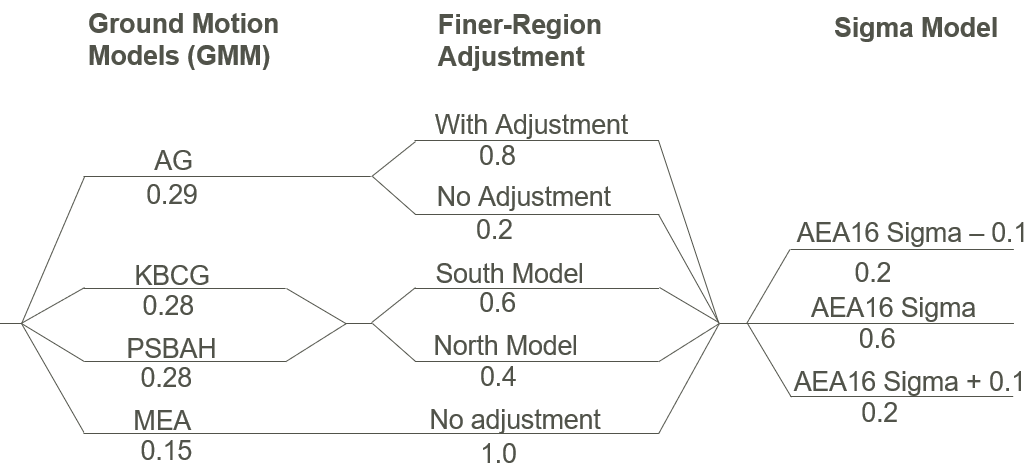 Ground Motion
Models (GMM)
Finer-Region
Adjustment
Sigma Model
AG
0.29
KBCG
0.28
PSBAH
0.28
MEA
0.15
With Adjustment
0.8
No Adjustment
0.2
South Model
0.6
North Model
0.4
No adjustment
1.0
AEA16 Sigma – 0.1
0.2
AEA16 Sigma
0.6
AEA16 Sigma + 0.1
0.2